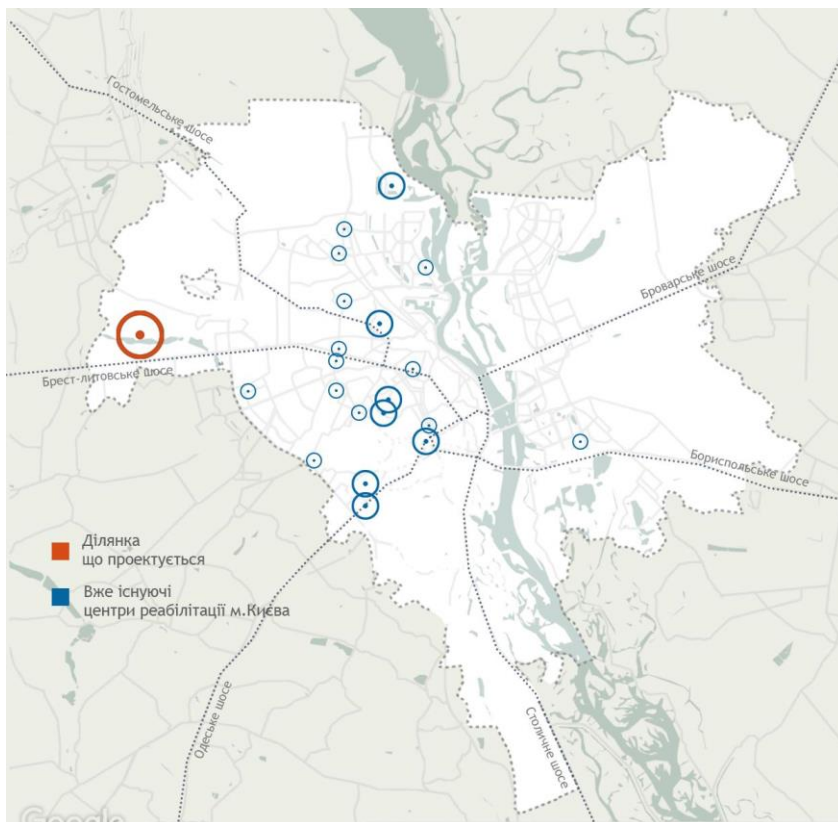 Гостомельське шосе
Броварське шосе
Брест-литовське шосе
Бориспольське шосе
Ділянка
що проектується
Вже існуючі
центри реабілітації м.Києва
Одеське шосе
Столичне шосе
Google